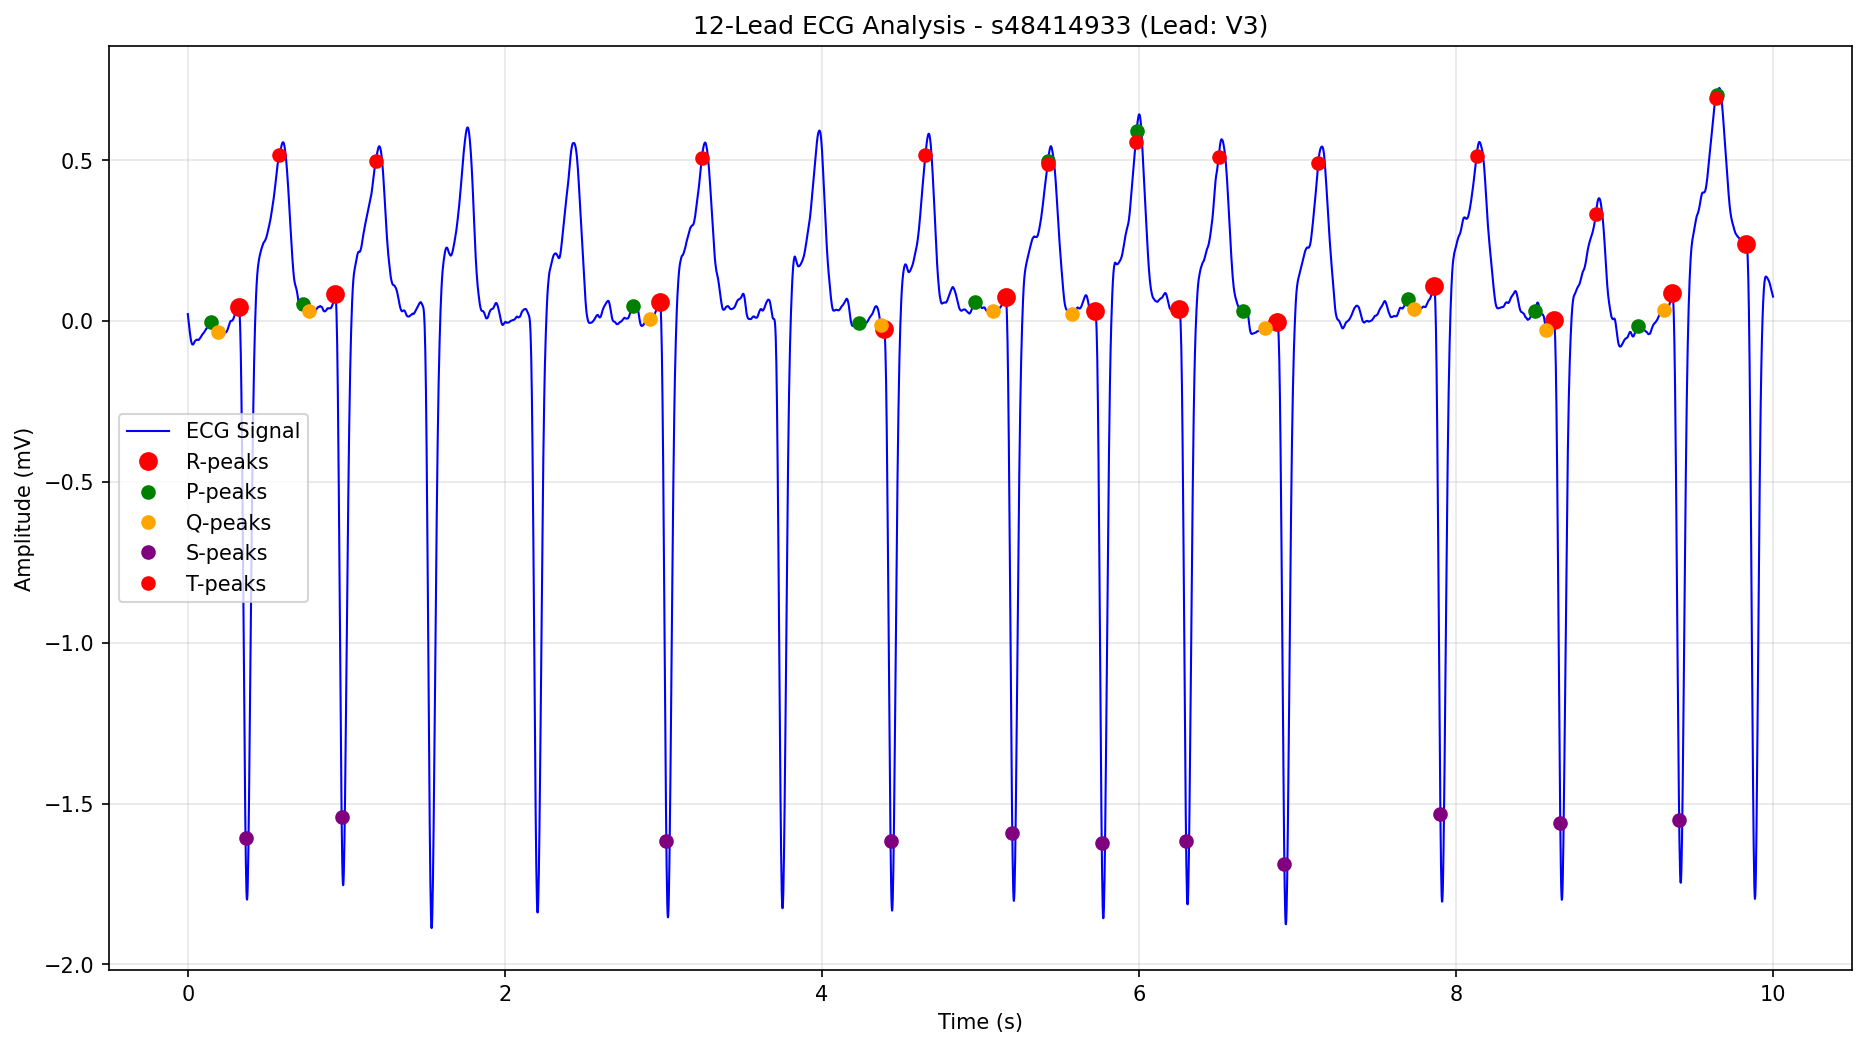 12-Lead ECG Analysis - s48414933 (Lead: V3)
Amplitude (mV)
0.5
0.0
−0.5
−1.0
−1.5
−2.0
ECG Signal
R-peaks
P-peaks
Q-peaks
S-peaks
T-peaks
0 2 4 6 8 10
Time (s)